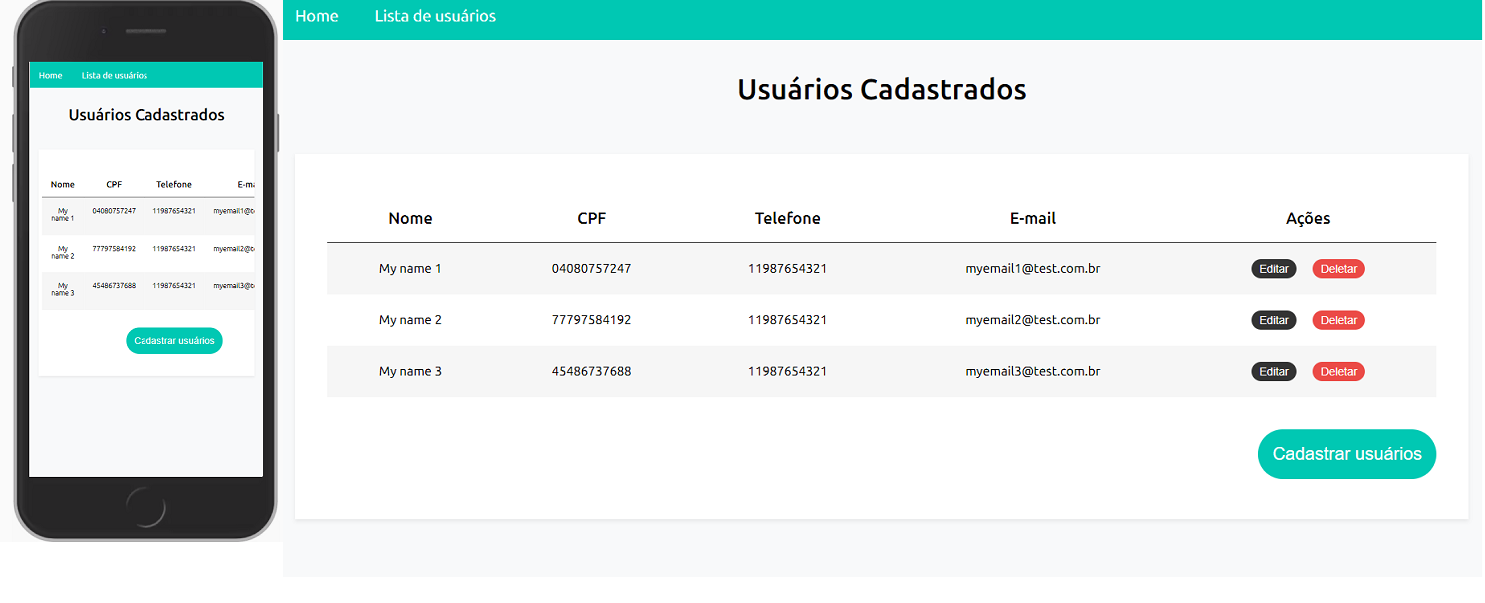 Home Lista de usuários
Usuários Cadastrados
Nome CPF Telefone E-ma
My name 1 04080757247 11987654321 myemail1@te
My name 2 77797584192 11987654321 myemail2@te
My name 3 45486737688 11987654321 myemail3@te
Cadastrar usuários
Home Lista de usuários
Usuários Cadastrados
Nome CPF Telefone E-mail Ações
My name 1 04080757247 11987654321 myemail1@test.com.br Editar Deletar
My name 2 77797584192 11987654321 myemail2@test.com.br Editar Deletar
My name 3 45486737688 11987654321 myemail3@test.com.br Editar Deletar
Cadastrar usuários